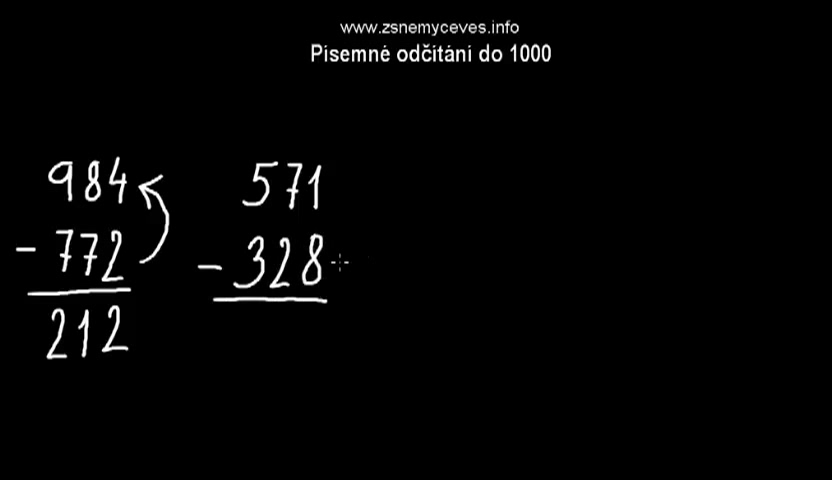 www.zsnemyceves.info
Písemné odčítání do 1000
984
- 772
212
571
- 328